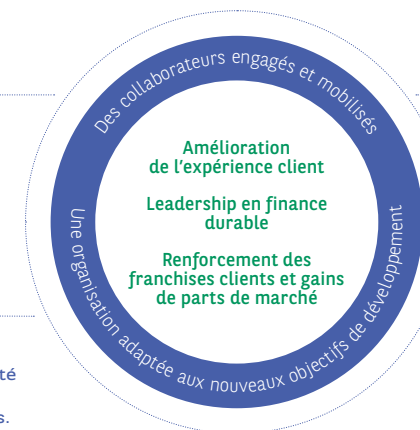 Des collaborateurs engagés et mobilisés
Amélioration
de l’expérience client
Leadership en finance
durable
Renforcement des
franchises clients et gains
de parts de marché
Une organisation adaptée aux nouveaux objectifs de développement
té
s.